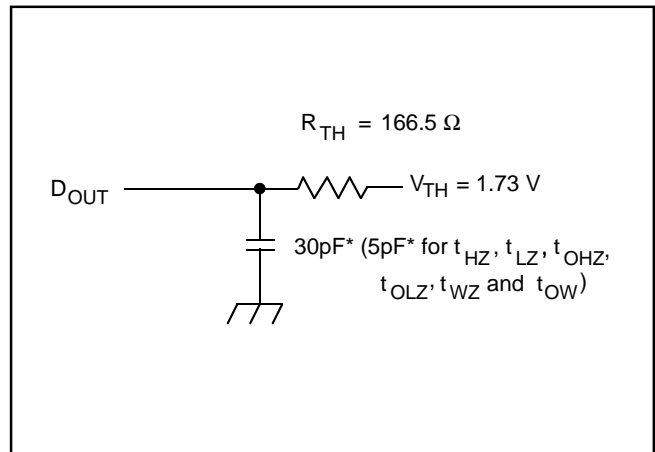 R_TH = 166.5 Ω
D_OUT
V_TH = 1.73 V
30pF* (5pF* for t_HZ, t_LZ, t_OHZ,
t_OLZ, t_WZ and t_OW)